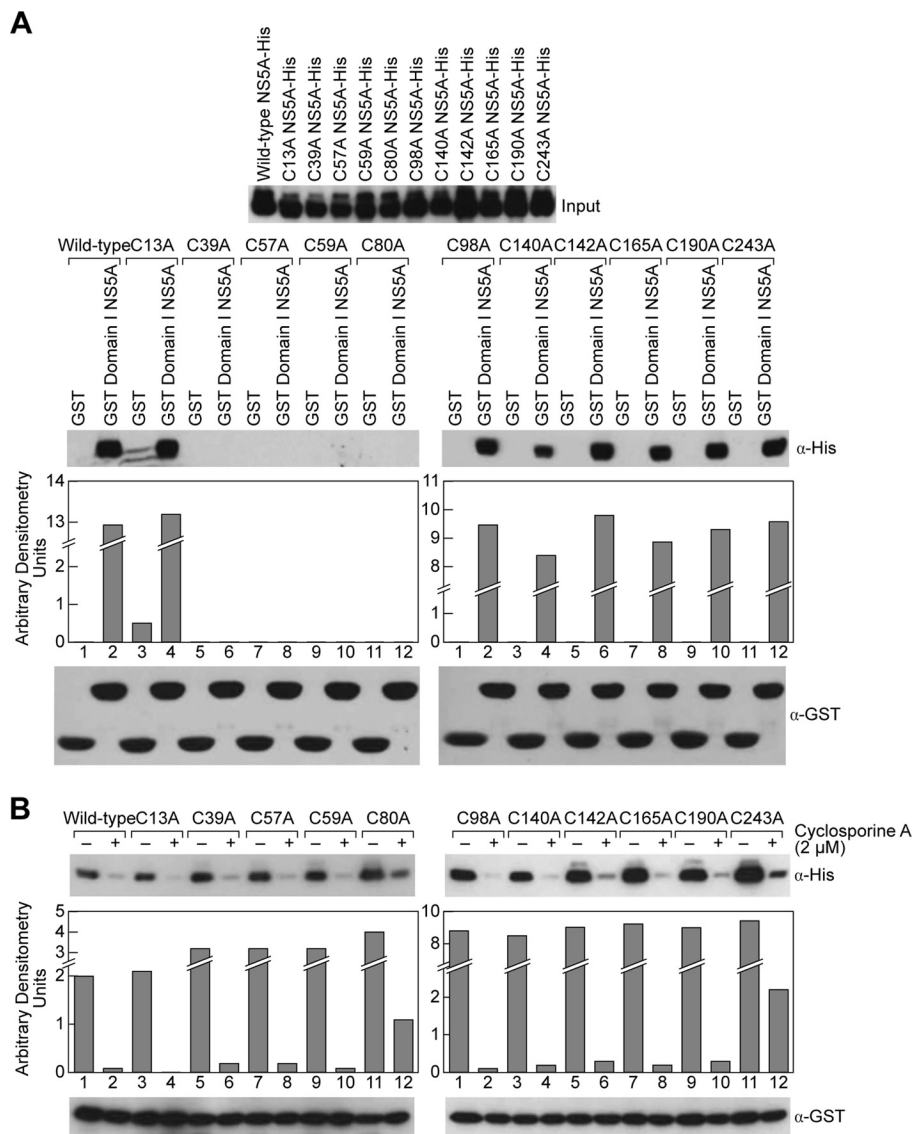 A
Wild-type NS5A-His
C13A NS5A-His
C39A NS5A-His
C57A NS5A-His
C59A NS5A-His
C80A NS5A-His
C98A NS5A-His
C140A NS5A-His
C142A NS5A-His
C165A NS5A-His
C190A NS5A-His
C243A NS5A-His
Input
Wild-type C13A C39A C57A C59A C80A C98A C140A C142A C165A C190A C243A
GST
GST Domain I NS5A
GST
GST Domain I NS5A
GST
GST Domain I NS5A
GST
GST Domain I NS5A
GST
GST Domain I NS5A
GST
GST Domain I NS5A
GST
GST Domain I NS5A
GST
GST Domain I NS5A
GST
GST Domain I NS5A
GST
GST Domain I NS5A
GST
GST Domain I NS5A
GST
GST Domain I NS5A
α-His
Arbitrary Densitometry
Units
14
13
2
1
0
1 2 3 4 5 6 7 8 9 10 11 12
11
10
9
8
1
0
1 2 3 4 5 6 7 8 9 10 11 12
α-GST
B
Wild-type C13A C39A C57A C59A C80A C98A C140A C142A C165A C190A C243A
– + – + – + – + – + – + – + – + – + – + – + – +
Cyclosporine A
(2 µM)
α-His
Arbitrary Densitometry
Units
5
4
3
2
1
0
1 2 3 4 5 6 7 8 9 10 11 12
10
8
2
1
0
1 2 3 4 5 6 7 8 9 10 11 12
α-GST